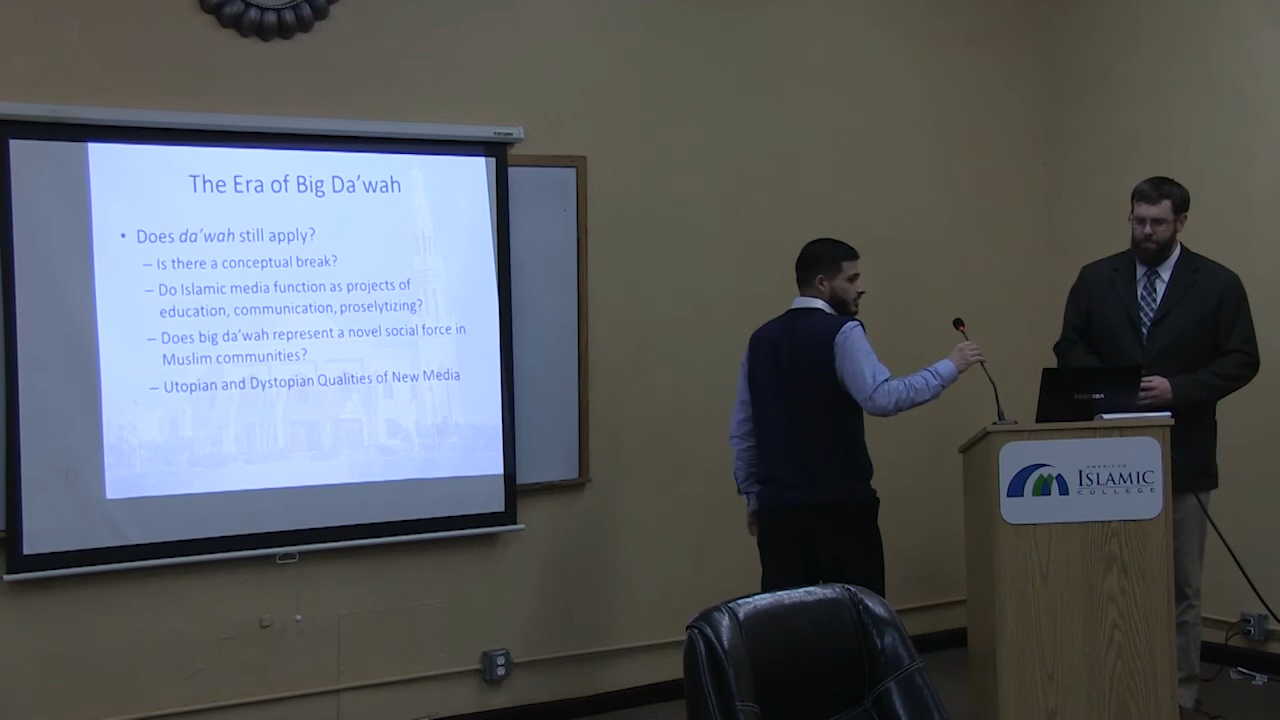 The Era of Big Da'wah
• Does da'wah still apply?
– Is there a conceptual break?
– Do Islamic media function as projects of
education, communication, proselytizing?
– Does big da'wah represent a novel social force in
Muslim communities?
– Utopian and Dystopian Qualities of New Media
TOSHIBA
AMERICAN
ISLAMIC
COLLEGE